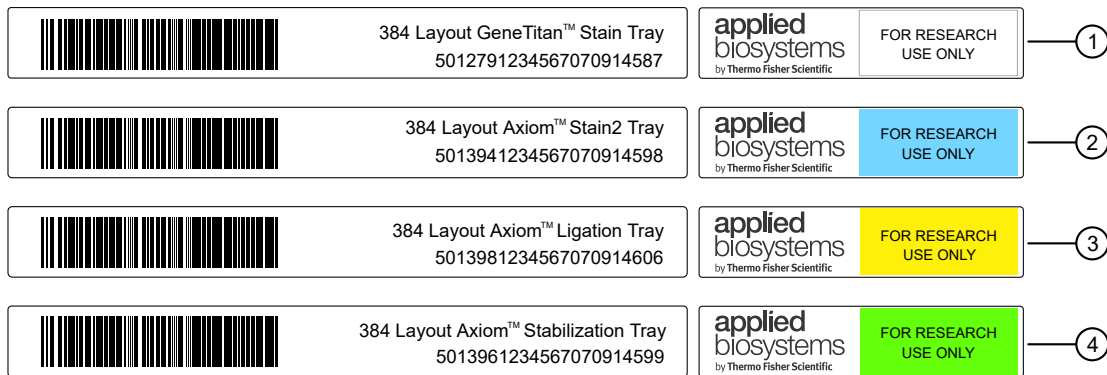 384 Layout GeneTitan™ Stain Tray
5012791234567070914587
applied
biosystems
by Thermo Fisher Scientific
FOR RESEARCH
USE ONLY
1
384 Layout Axiom™ Stain2 Tray
5013941234567070914598
applied
biosystems
by Thermo Fisher Scientific
FOR RESEARCH
USE ONLY
2
384 Layout Axiom™ Ligation Tray
5013981234567070914606
applied
biosystems
by Thermo Fisher Scientific
FOR RESEARCH
USE ONLY
3
384 Layout Axiom™ Stabilization Tray
5013961234567070914599
applied
biosystems
by Thermo Fisher Scientific
FOR RESEARCH
USE ONLY
4